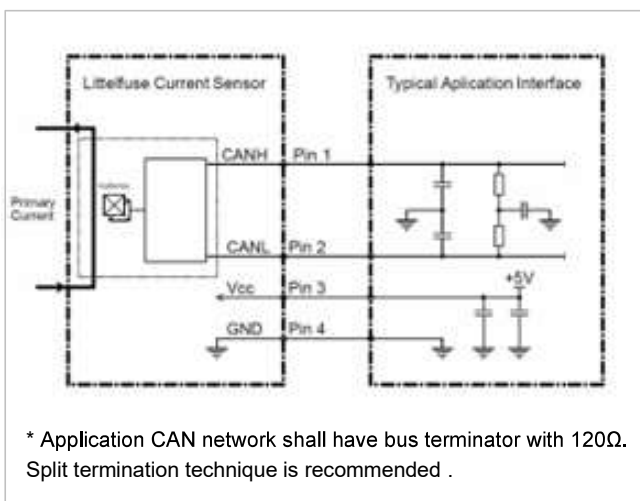 Littelfuse Current Sensor
Typical Aplication Interface
CANH Pin 1
Primary
Current
CANL Pin 2
+5V
Vcc Pin 3
GND Pin 4
* Application CAN network shall have bus terminator with 120Ω.
Split termination technique is recommended .